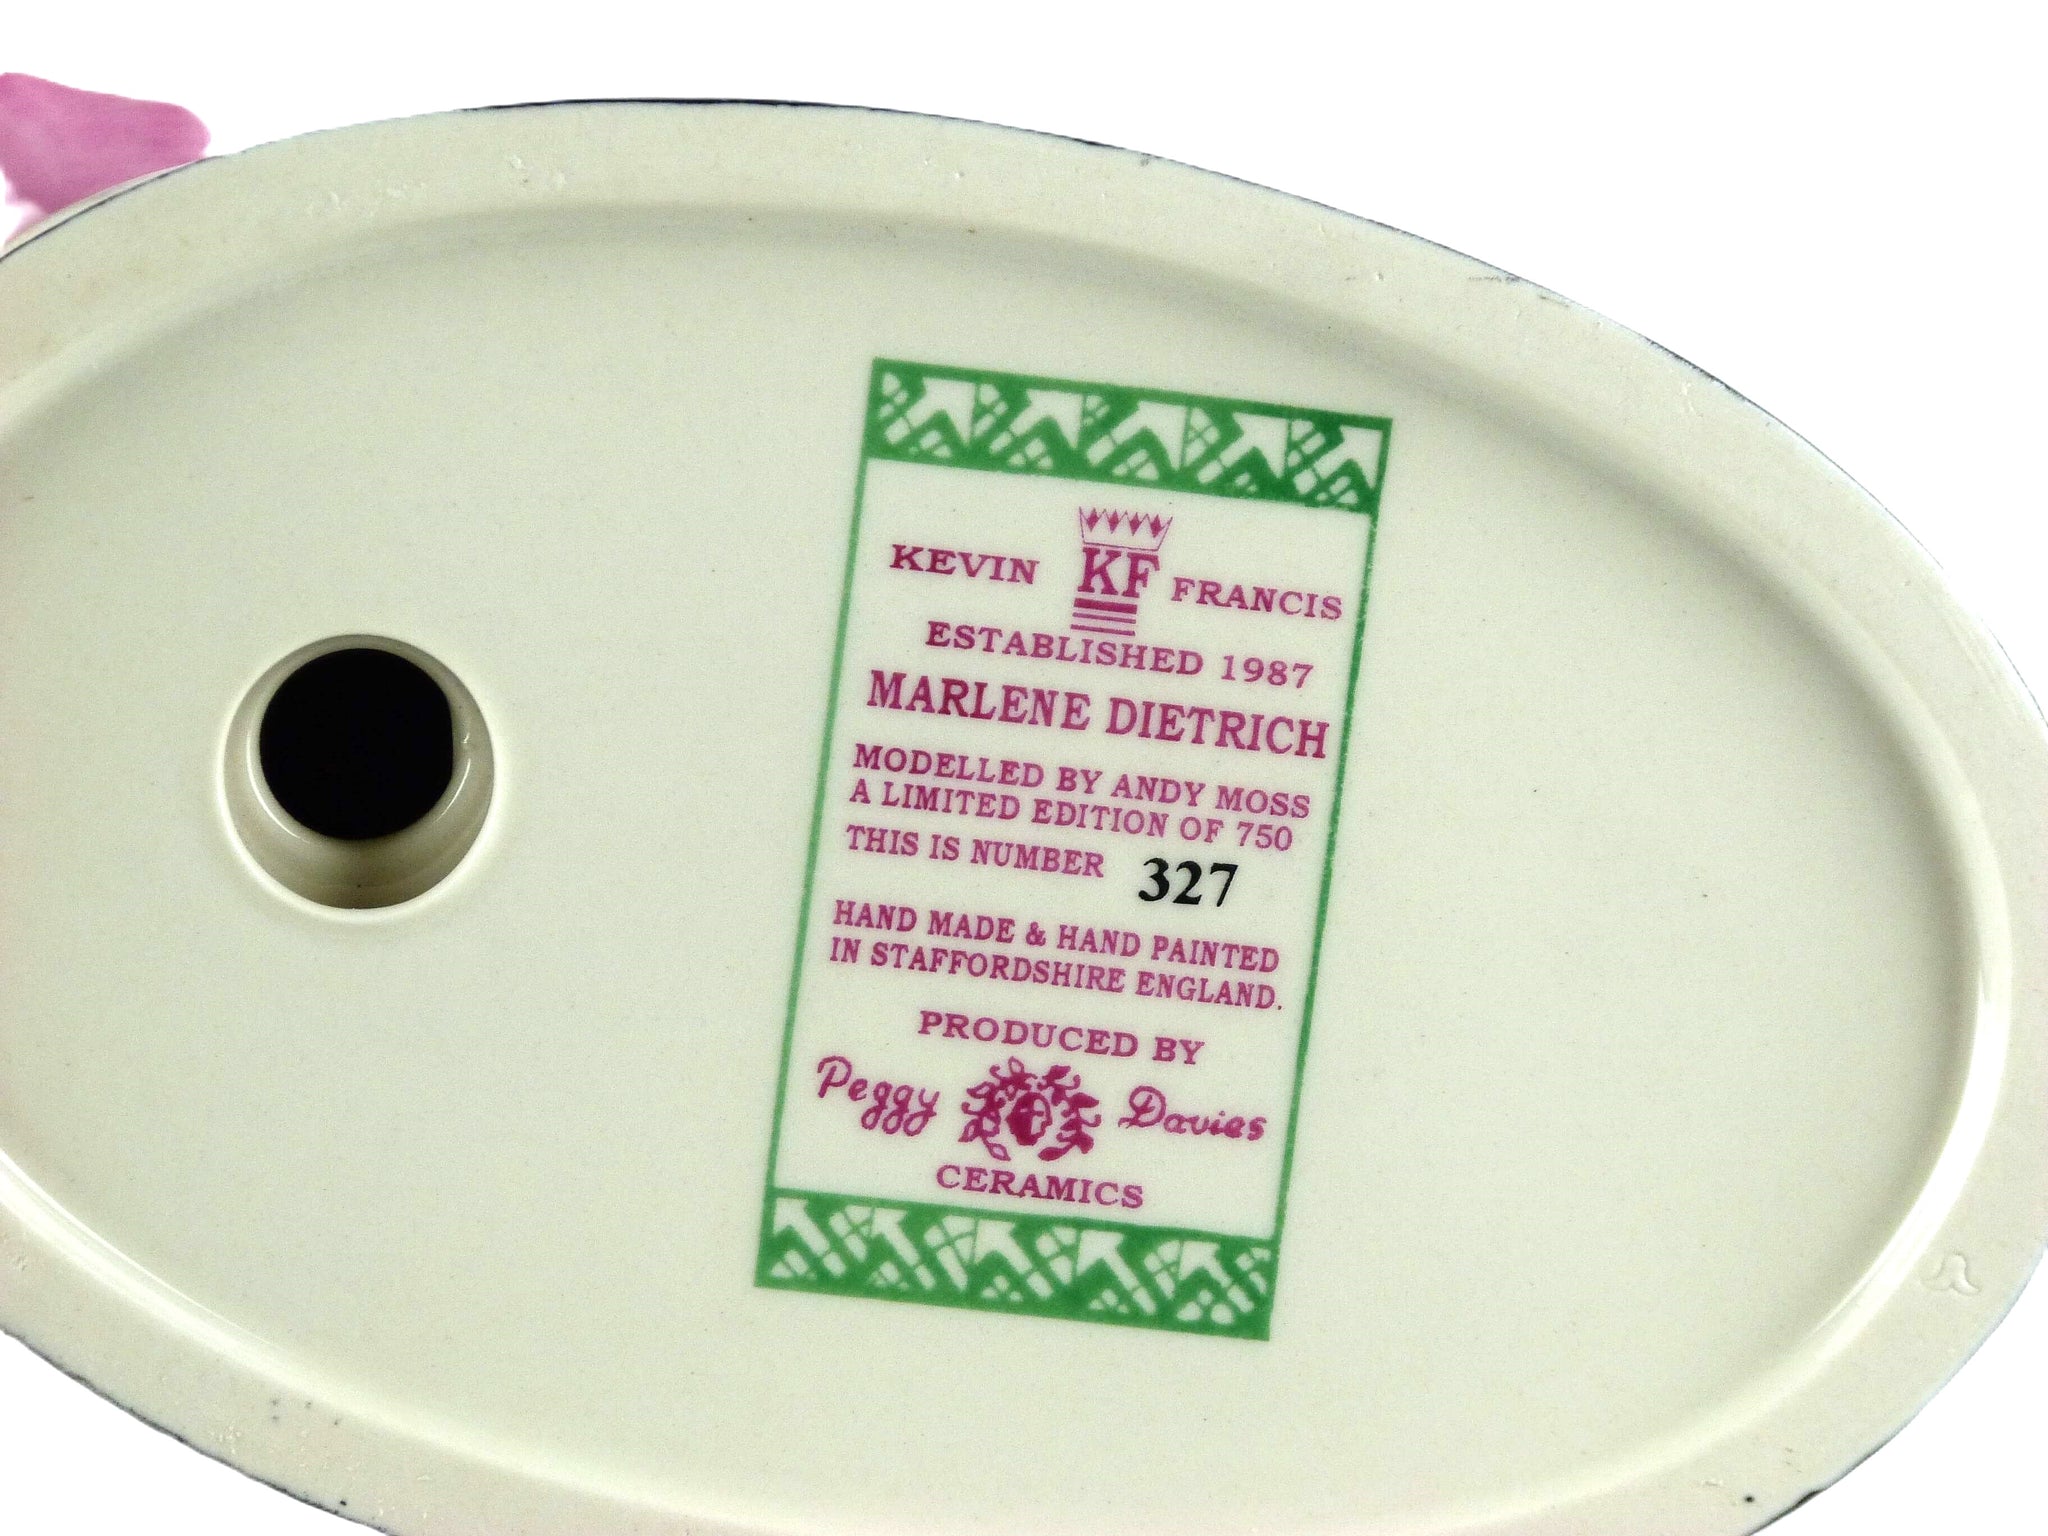 KEVIN KF FRANCIS
ESTABLISHED 1987
MARLENE DIETRICH
MODELLED BY ANDY MOSS
A LIMITED EDITION OF 750
THIS IS NUMBER 327
HAND MADE & HAND PAINTED
IN STAFFORDSHIRE ENGLAND.
PRODUCED BY
Peggy Davies
CERAMICS